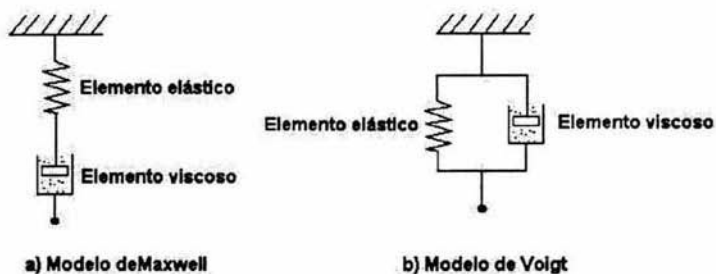 Elemento elástico
Elemento viscoso
a) Modelo deMaxwell
Elemento elástico
Elemento viscoso
b) Modelo de Voigt